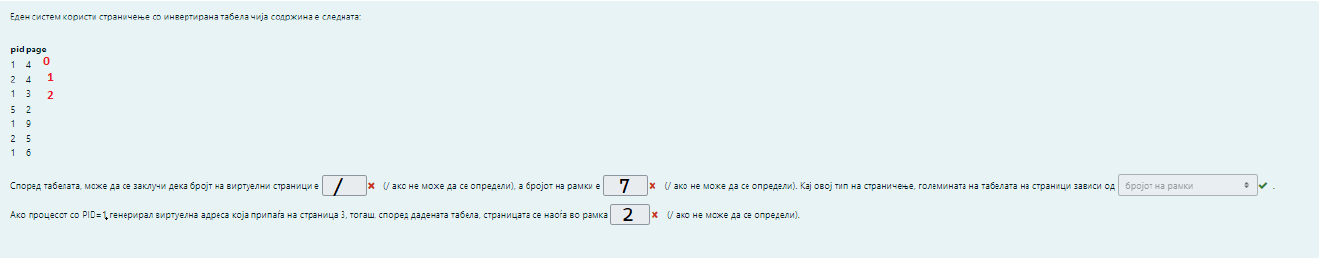 Еден систем користи страничење со инвертирана табела чија содржина е следната:
pid page
1 4 0
2 4 1
1 3 2
5 2
1 9
2 5
1 6
Според табелата, може да се заклучи дека бројт на виртуелни страници е / (/ ако не може да се определи), а бројот на рамки е 7 (/ ако не може да се определи). Кај овој тип на страничење, големината на табелата на страници зависи од бројот на рамки .
Ако процесот со PID=1, генерирал виртуелна адреса која припаѓа на страница 3, тогаш, според дадената табела, страницата се наоѓа во рамка 2 (/ ако не може да се определи).